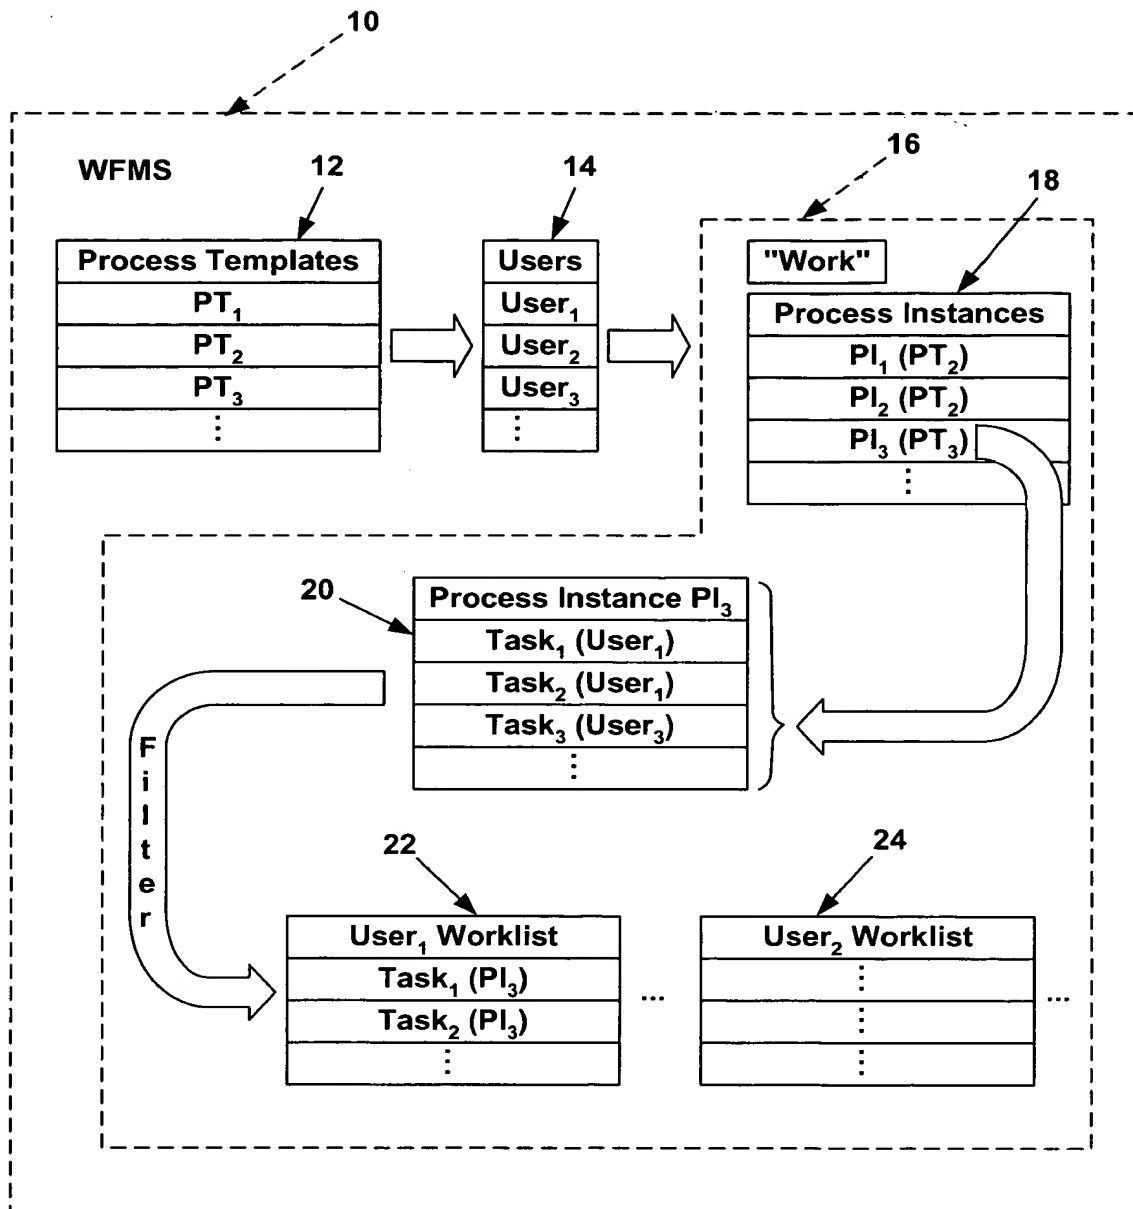 10
WFMS
12
14
16
18
Process Templates
PT₁
PT₂
PT₃
⋮
Users
User₁
User₂
User₃
⋮
"Work"
Process Instances
PI₁ (PT₂)
PI₂ (PT₂)
PI₃ (PT₃)
⋮
20
Process Instance PI₃
Task₁ (User₁)
Task₂ (User₁)
Task₃ (User₃)
⋮
Filter
22
24
User₁ Worklist
Task₁ (PI₃)
Task₂ (PI₃)
⋮
...
User₂ Worklist
⋮
⋮
⋮
...